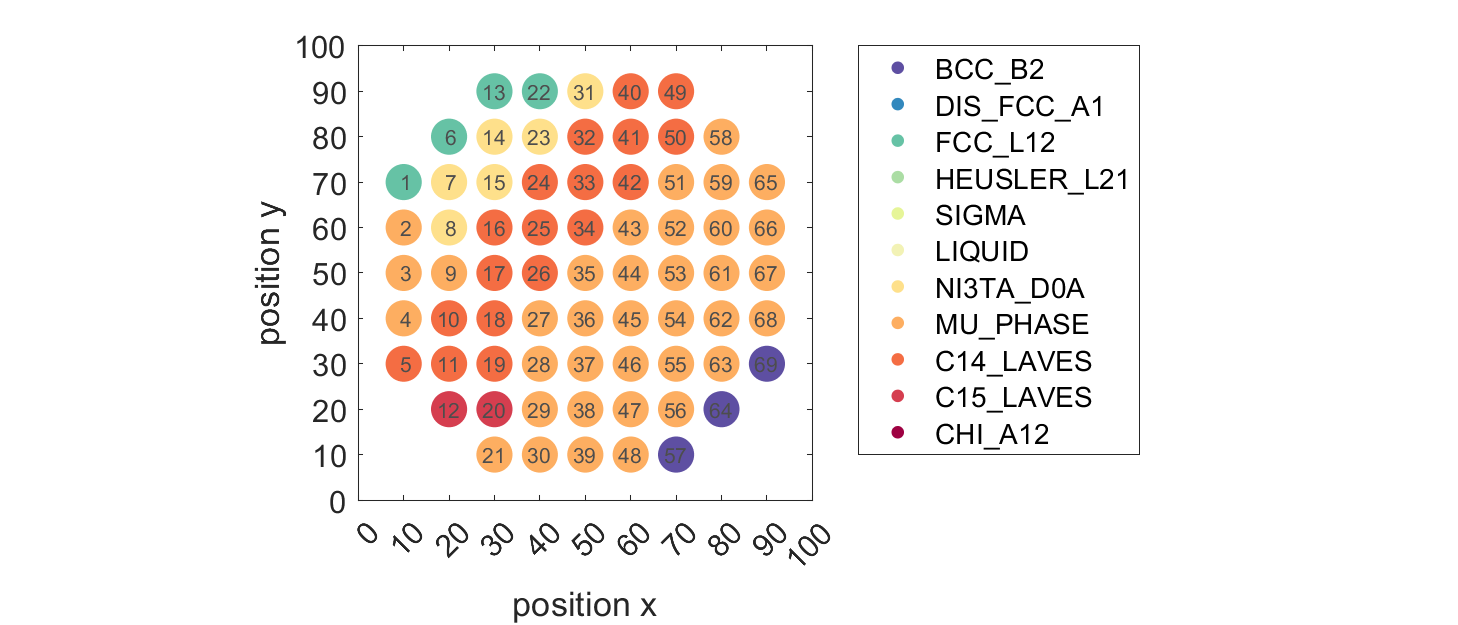 100
90
80
70
60
50
40
30
20
10
0
position y
13 22 31 40 49
6 14 23 32 41 50 58
1 7 15 24 33 42 51 59 65
2 8 16 25 34 43 52 60 66
3 9 17 26 35 44 53 61 67
4 10 18 27 36 45 54 62 68
5 11 19 28 37 46 55 63 69
12 20 29 38 47 56 64
21 30 39 48 57
0 10 20 30 40 50 60 70 80 90 100
position x
BCC_B2
DIS_FCC_A1
FCC_L12
HEUSLER_L21
SIGMA
LIQUID
NI3TA_D0A
MU_PHASE
C14_LAVES
C15_LAVES
CHI_A12